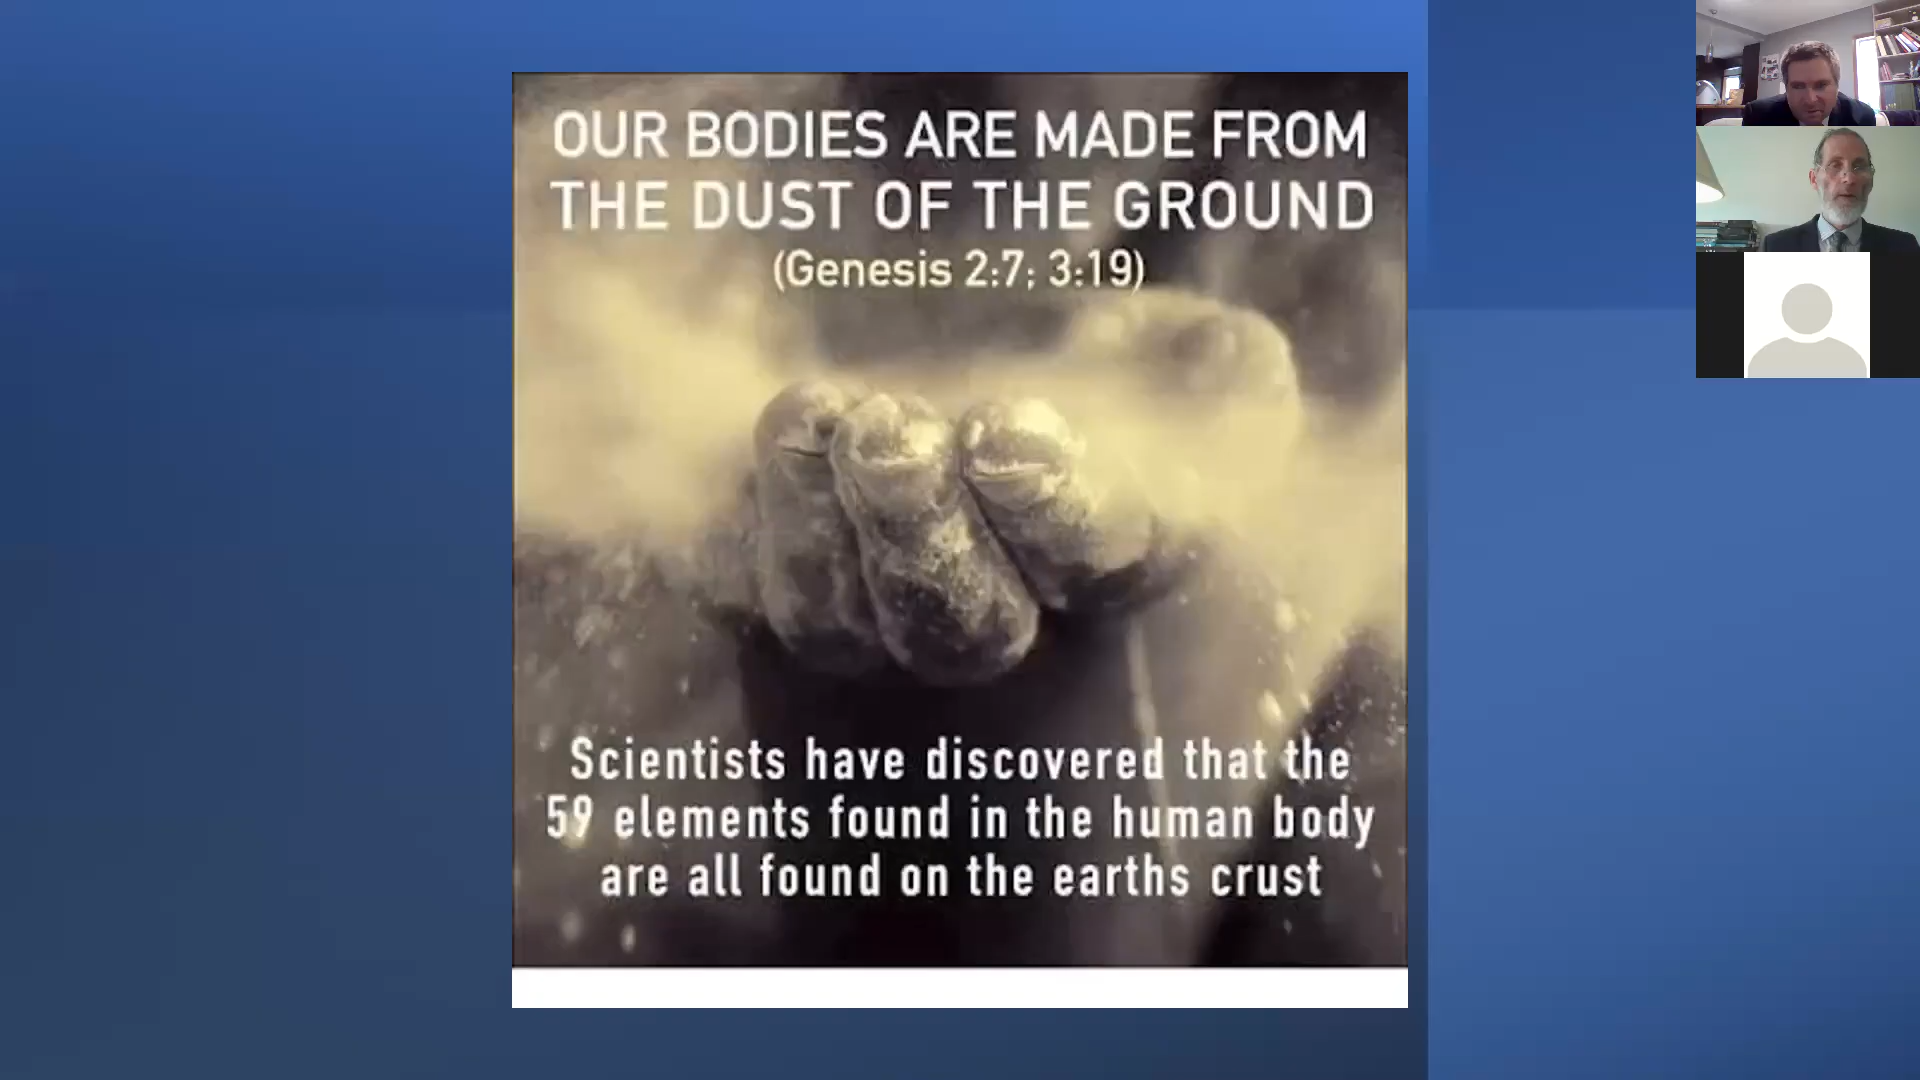 OUR BODIES ARE MADE FROM
THE DUST OF THE GROUND
(Genesis 2:7; 3:19)
Scientists have discovered that the
59 elements found in the human body
are all found on the earths crust